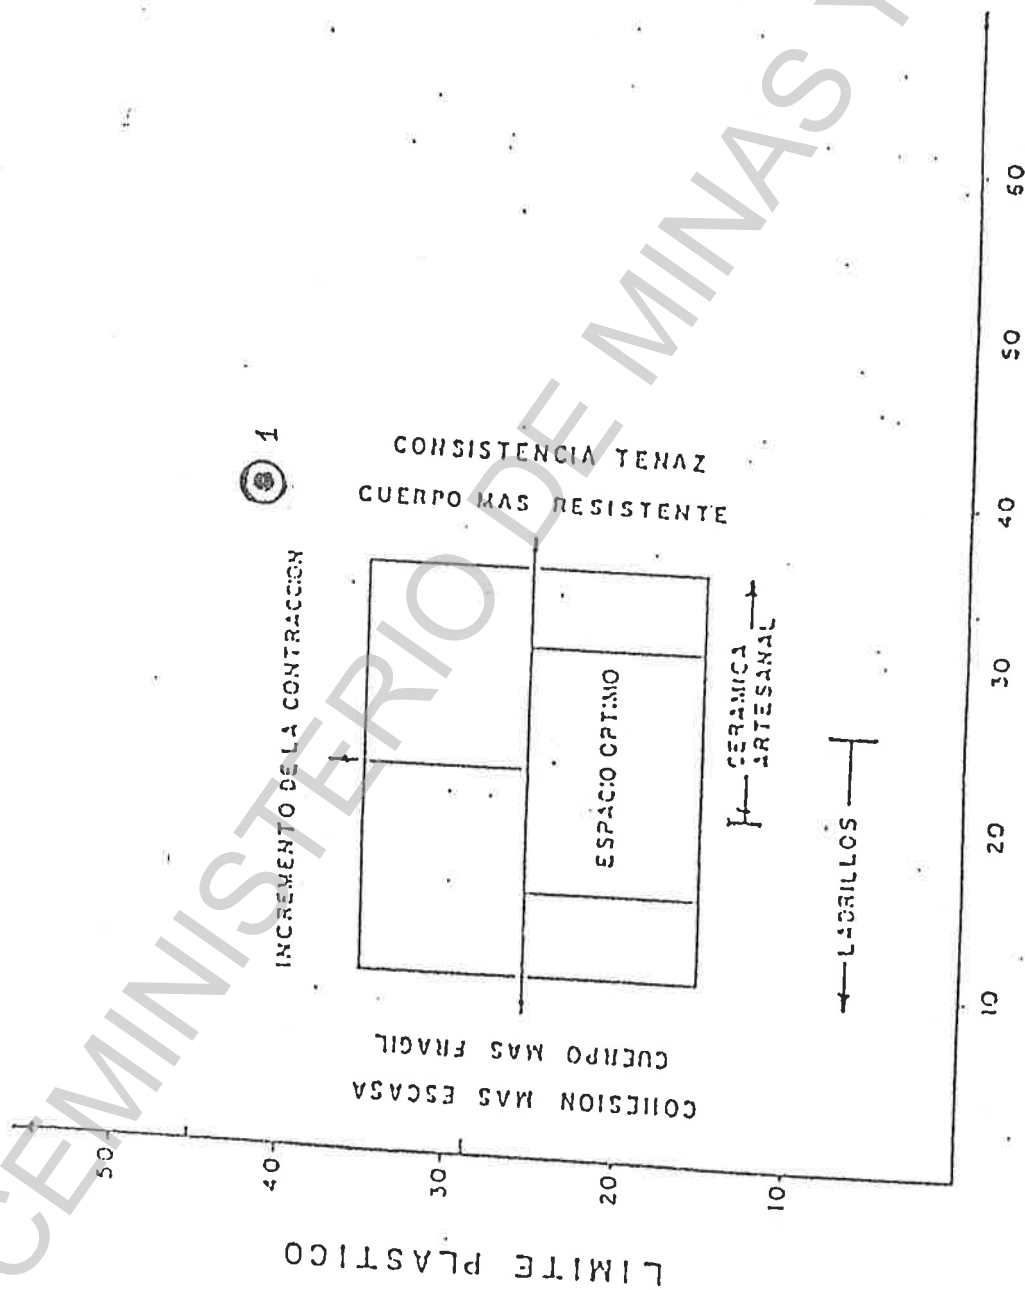 LIMITE PLASTICO
50
40
30
20
10
INCREMENTO DE LA CONTRACCION
1
COHESION MAS ESCASA
CUERPO MAS FRAGIL
CONSISTENCIA TENAZ
CUERPO MAS RESISTENTE
ESPACIO OPTIMO
CERAMICA
ARTESANAL
LADRILLOS
10
20
30
40
50
60
CEMINISTERIO DE MINAS Y